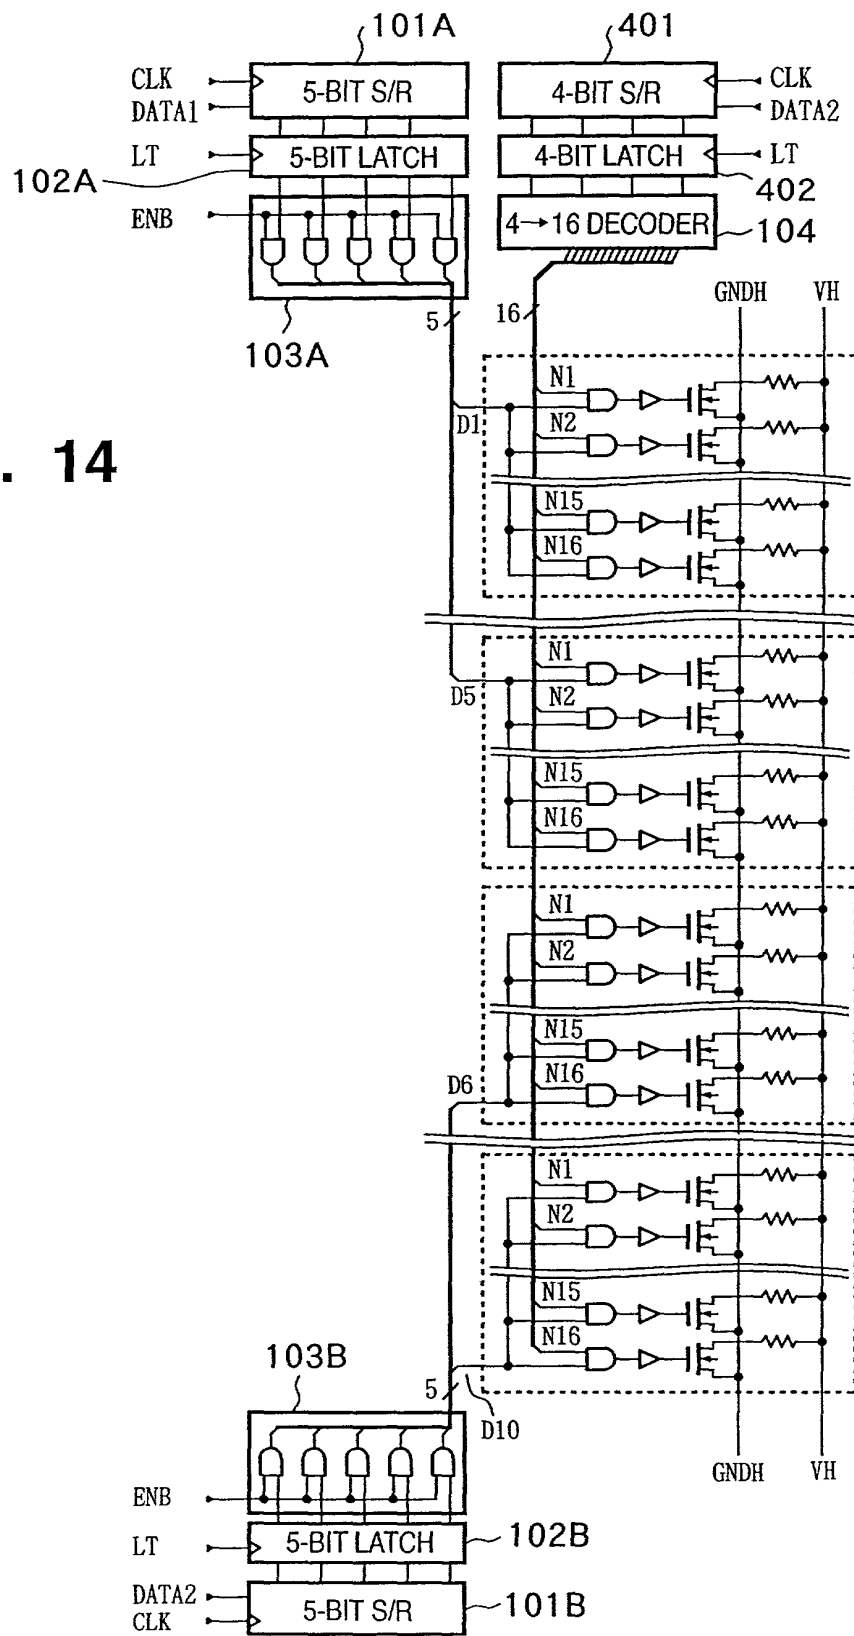 101A 401
CLK 5-BIT S/R 4-BIT S/R CLK
DATA1 DATA2
LT 5-BIT LATCH 4-BIT LATCH LT
102A 402
ENB 4→16 DECODER 104
GNDH VH
5 16
103A
N1
D1 N2
. 14
N15
N16
N1
D5 N2
N15
N16
N1
N2
N15
D6 N16
N1
N2
N15
N16
103B
5 D10
GNDH VH
ENB
LT 5-BIT LATCH 102B
DATA2 5-BIT S/R 101B
CLK